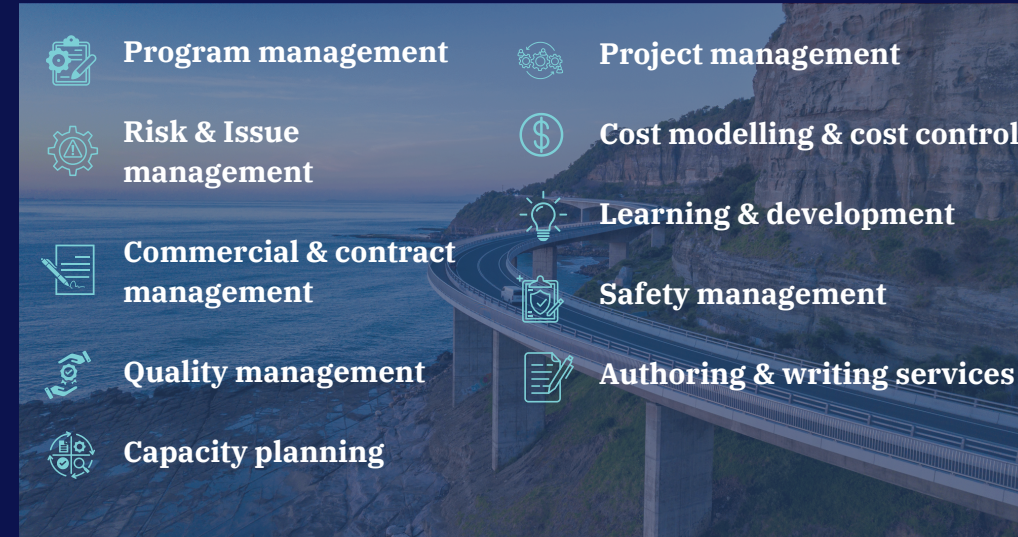 Program management
Risk & Issue
management
Commercial & contract
management
Quality management
Capacity planning
Project management
Cost modelling & cost control
Learning & development
Safety management
Authoring & writing services